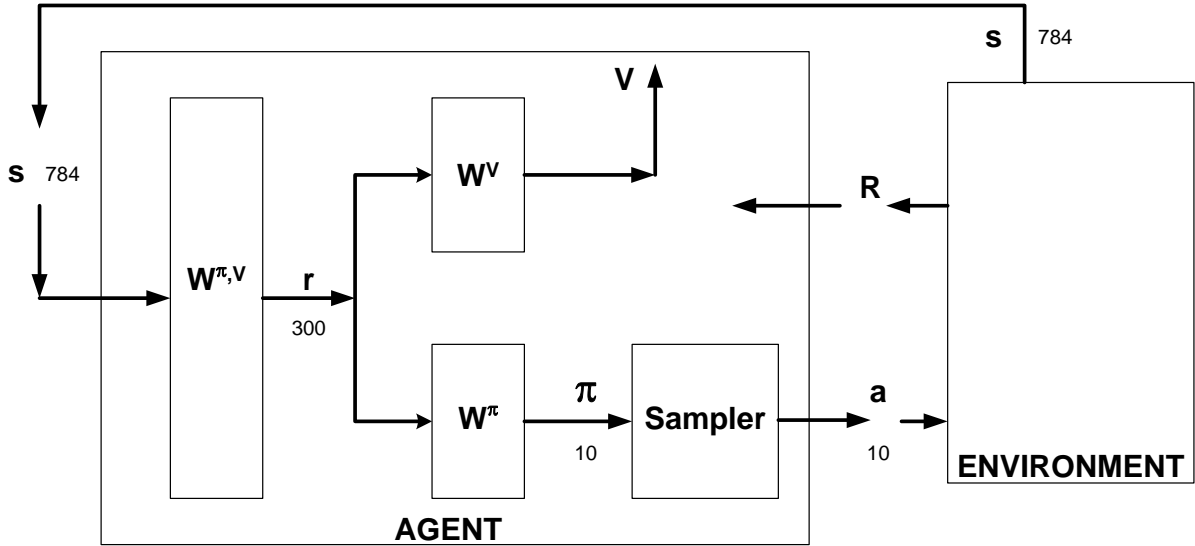 s 784
V
s 784
W^V
R
W^π,V
r
300
W^π
π
10
Sampler
a
10
ENVIRONMENT
AGENT